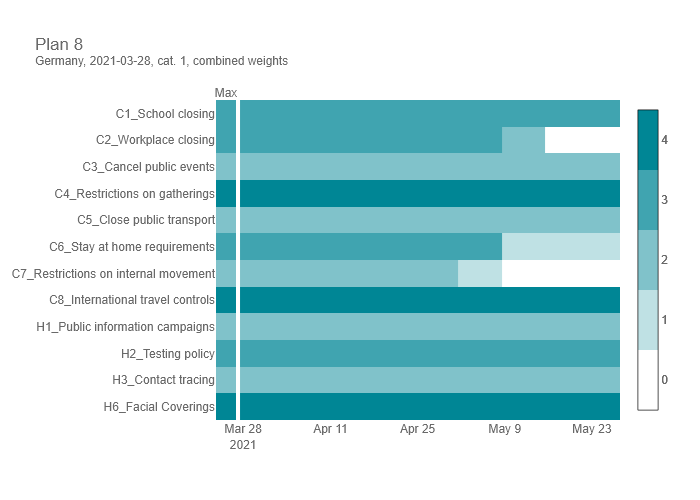 Plan 8
Germany, 2021-03-28, cat. 1, combined weights
Max
C1_School closing
C2_Workplace closing
C3_Cancel public events
C4_Restrictions on gatherings
C5_Close public transport
C6_Stay at home requirements
C7_Restrictions on internal movement
C8_International travel controls
H1_Public information campaigns
H2_Testing policy
H3_Contact tracing
H6_Facial Coverings
Mar 28 Apr 11 Apr 25 May 9 May 23
2021
4
3
2
1
0